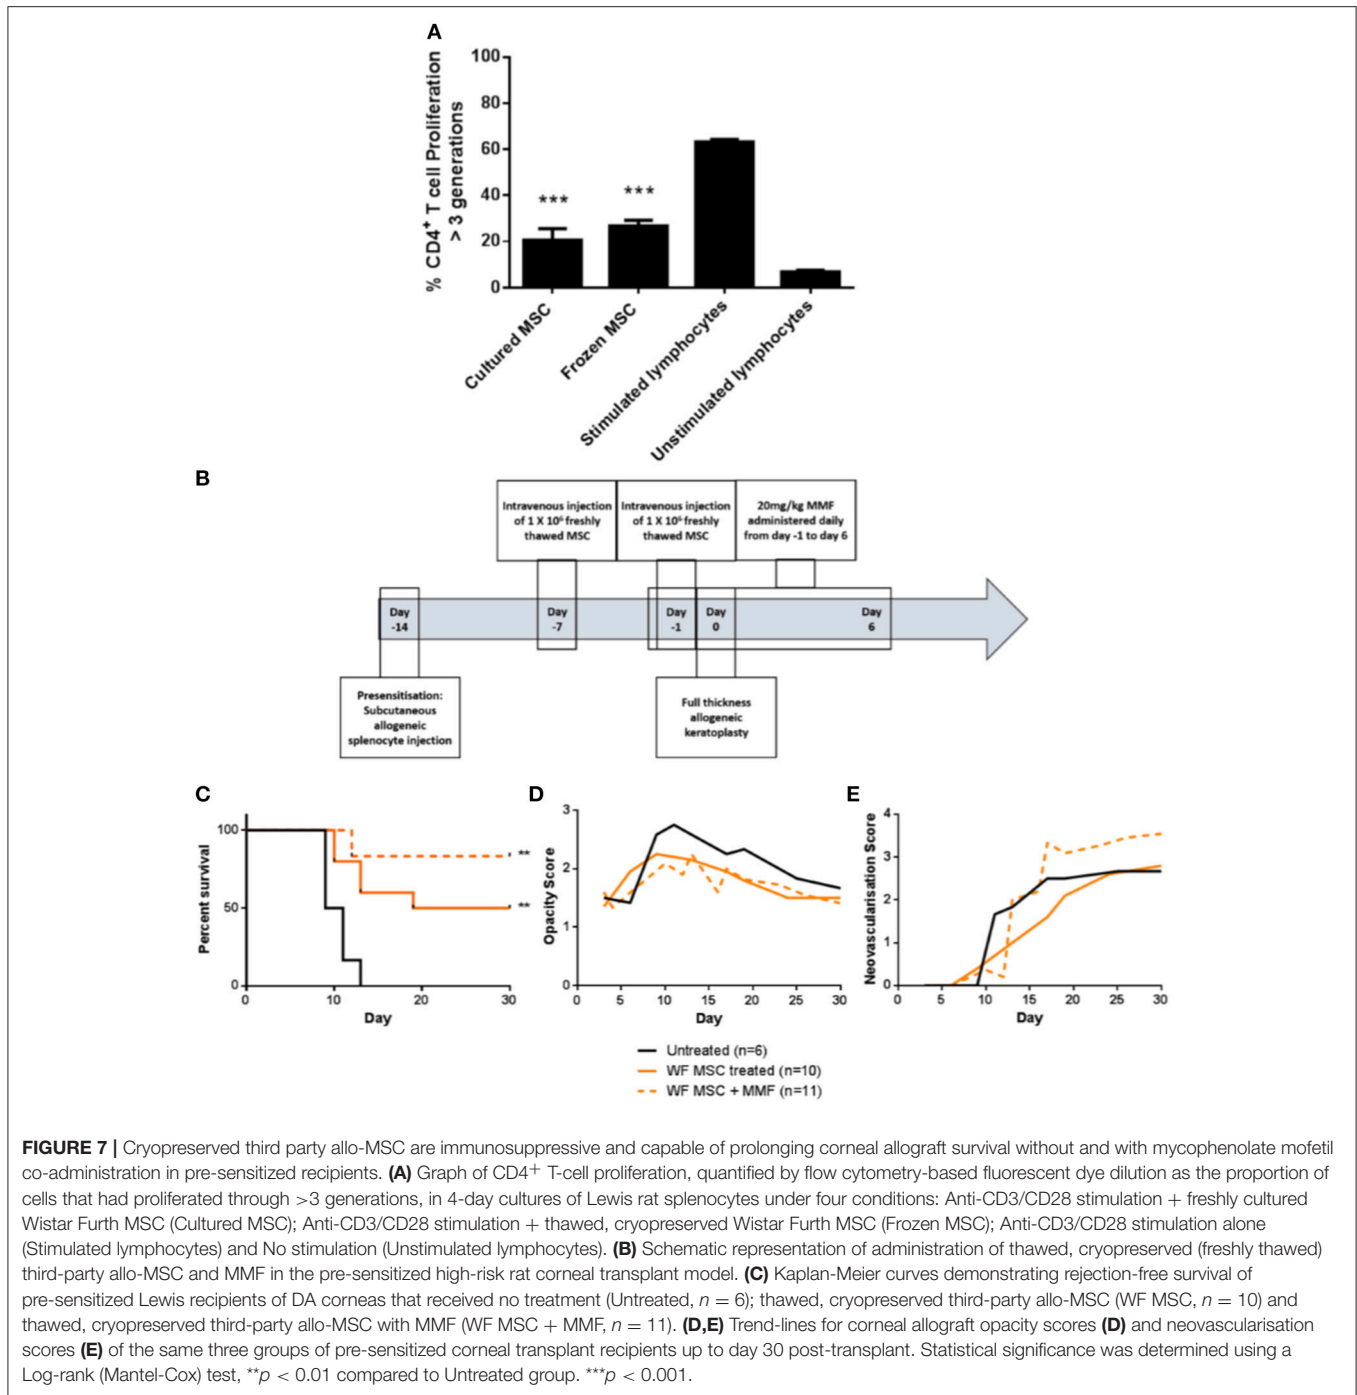 A
% CD4+ T cell Proliferation
> 3 generations
100
80
60
40
20
0
***
***
Cultured MSC
Frozen MSC
Stimulated lymphocytes
Unstimulated lymphocytes
B
Intravenous injection
of 1 X 10⁶ freshly
thawed MSC
Intravenous injection
of 1 X 10⁶ freshly
thawed MSC
20mg/kg MMF
administered daily
from day -1 to day 6
Day
-14
Day
-7
Day
-1
Day
0
Day
6
Presensitisation:
Subcutaneous
allogeneic
splenocyte injection
Full thickness
allogeneic
keratoplasty
C
Percent survival
100
50
0
**
**
0
10
20
30
Day
D
Opacity Score
3
2
1
0
0
5
10
15
20
25
30
Day
E
Neovascularisation Score
4
3
2
1
0
0
5
10
15
20
25
30
Day
Untreated (n=6)
WF MSC treated (n=10)
WF MSC + MMF (n=11)
FIGURE 7 | Cryopreserved third party allo-MSC are immunosuppressive and capable of prolonging corneal allograft survival without and with mycophenolate mofetil
co-administration in pre-sensitized recipients. (A) Graph of CD4+ T-cell proliferation, quantified by flow cytometry-based fluorescent dye dilution as the proportion of
cells that had proliferated through >3 generations, in 4-day cultures of Lewis rat splenocytes under four conditions: Anti-CD3/CD28 stimulation + freshly cultured
Wistar Furth MSC (Cultured MSC); Anti-CD3/CD28 stimulation + thawed, cryopreserved Wistar Furth MSC (Frozen MSC); Anti-CD3/CD28 stimulation alone
(Stimulated lymphocytes) and No stimulation (Unstimulated lymphocytes). (B) Schematic representation of administration of thawed, cryopreserved (freshly thawed)
third-party allo-MSC and MMF in the pre-sensitized high-risk rat corneal transplant model. (C) Kaplan-Meier curves demonstrating rejection-free survival of
pre-sensitized Lewis recipients of DA corneas that received no treatment (Untreated, n = 6); thawed, cryopreserved third-party allo-MSC (WF MSC, n = 10) and
thawed, cryopreserved third-party allo-MSC with MMF (WF MSC + MMF, n = 11). (D,E) Trend-lines for corneal allograft opacity scores (D) and neovascularisation
scores (E) of the same three groups of pre-sensitized corneal transplant recipients up to day 30 post-transplant. Statistical significance was determined using a
Log-rank (Mantel-Cox) test, **p < 0.01 compared to Untreated group. ***p < 0.001.